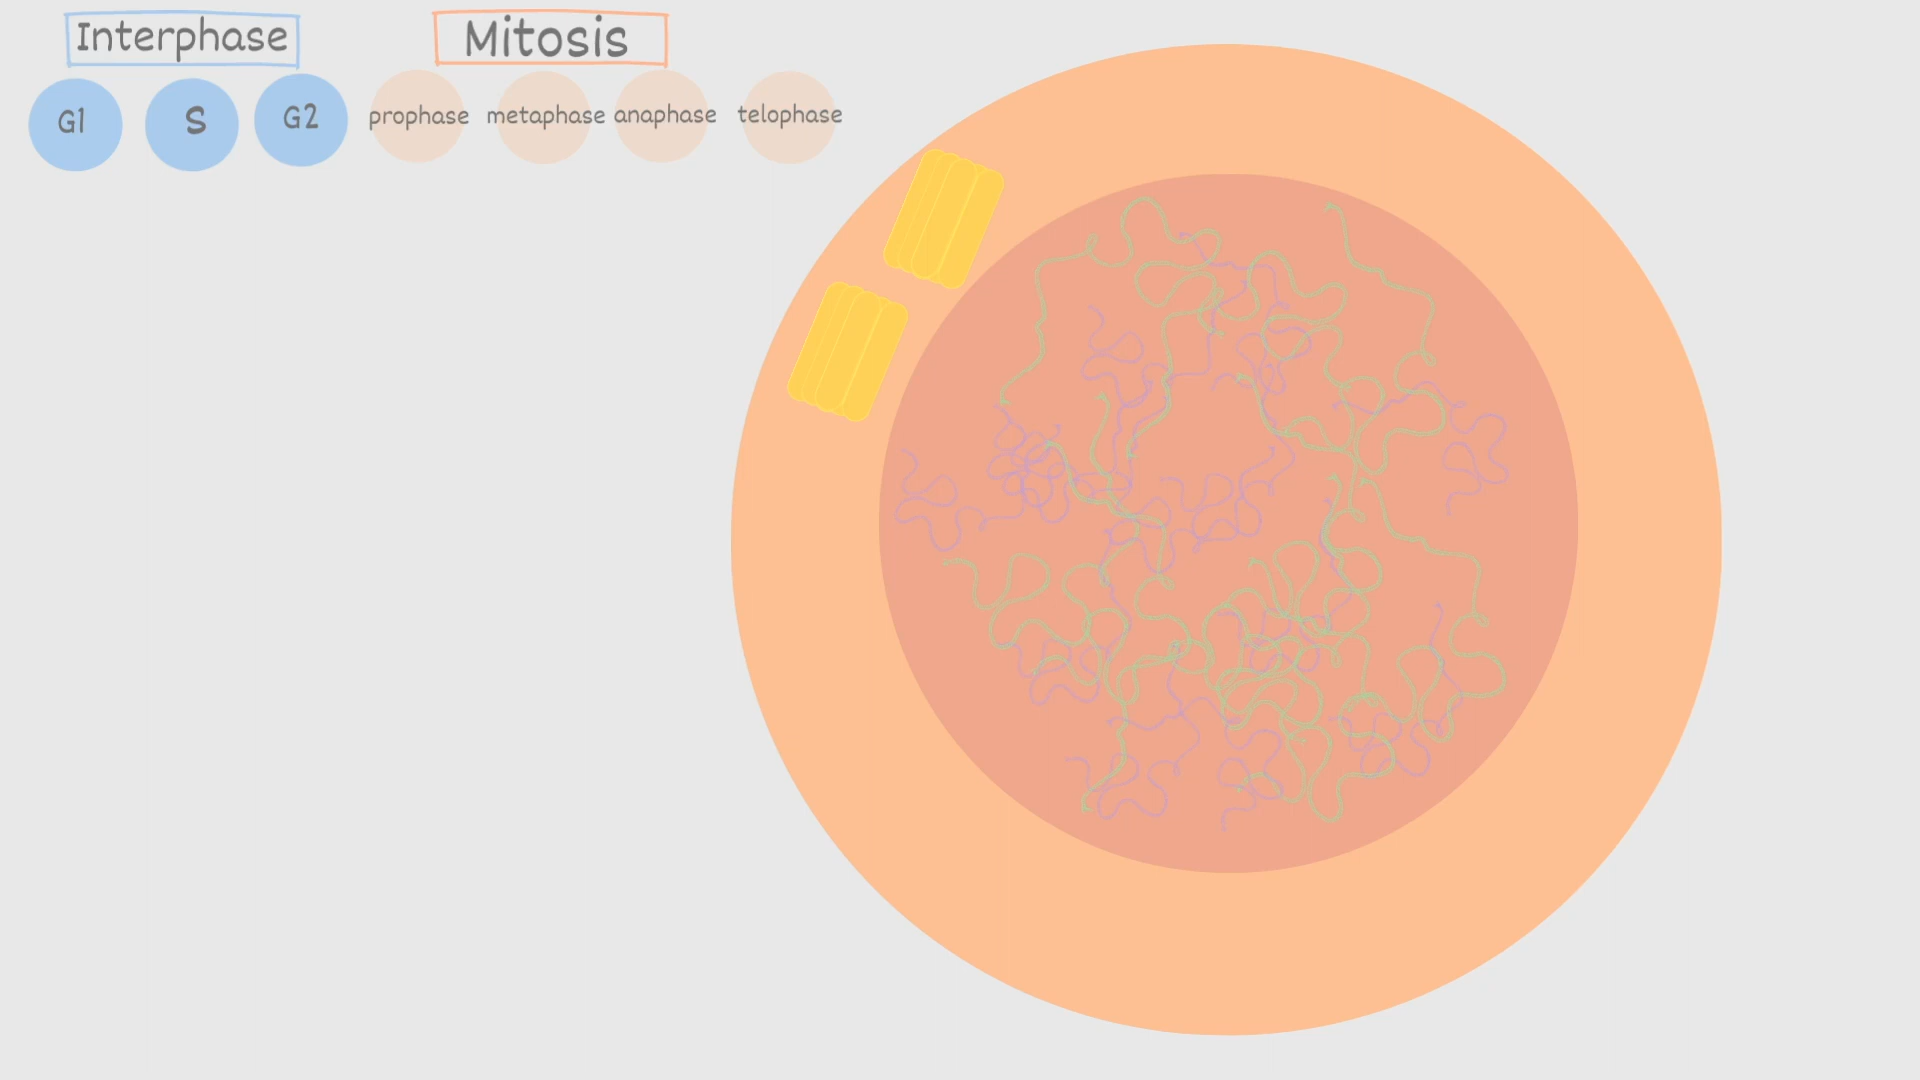 Interphase
Mitosis
G1
S
G2
prophase
metaphase
anaphase
telophase